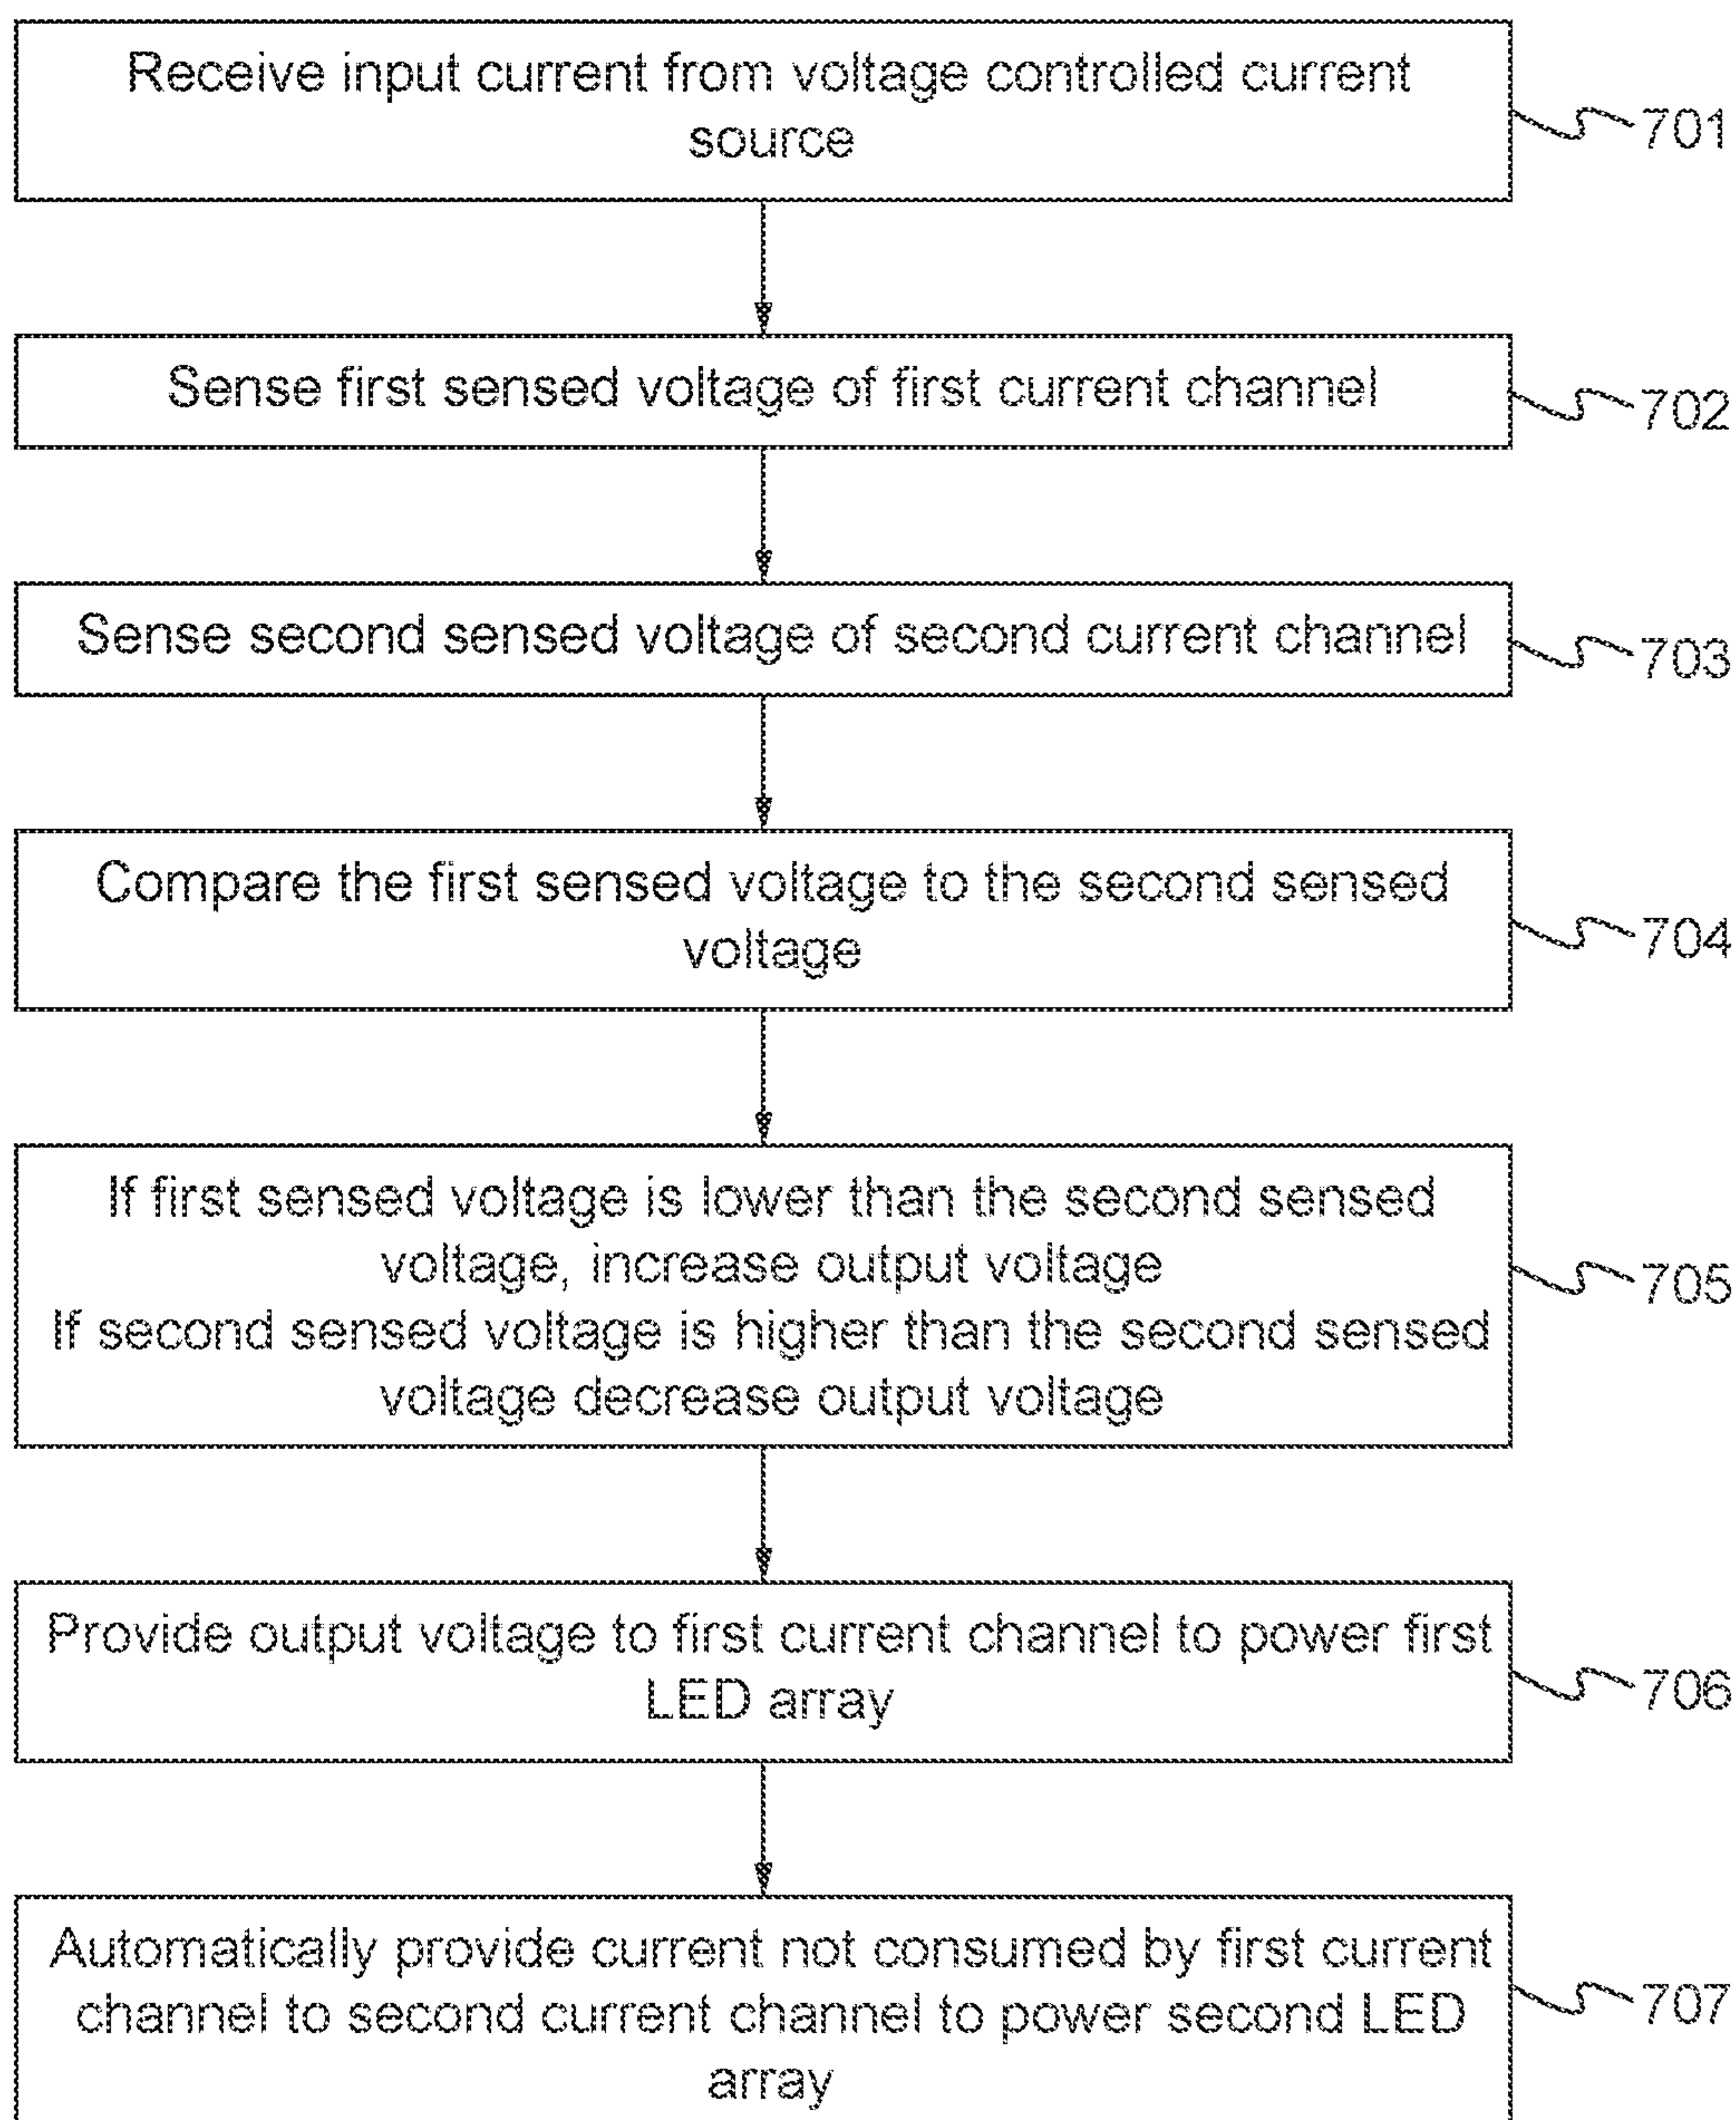 Receive input current from voltage controlled current
source
701
Sense first sensed voltage of first current channel
702
Sense second sensed voltage of second current channel
703
Compare the first sensed voltage to the second sensed
voltage
704
If first sensed voltage is lower than the second sensed
voltage, increase output voltage
If second sensed voltage is higher than the second sensed
voltage decrease output voltage
705
Provide output voltage to first current channel to power first
LED array
706
Automatically provide current not consumed by first current
channel to second current channel to power second LED
array
707